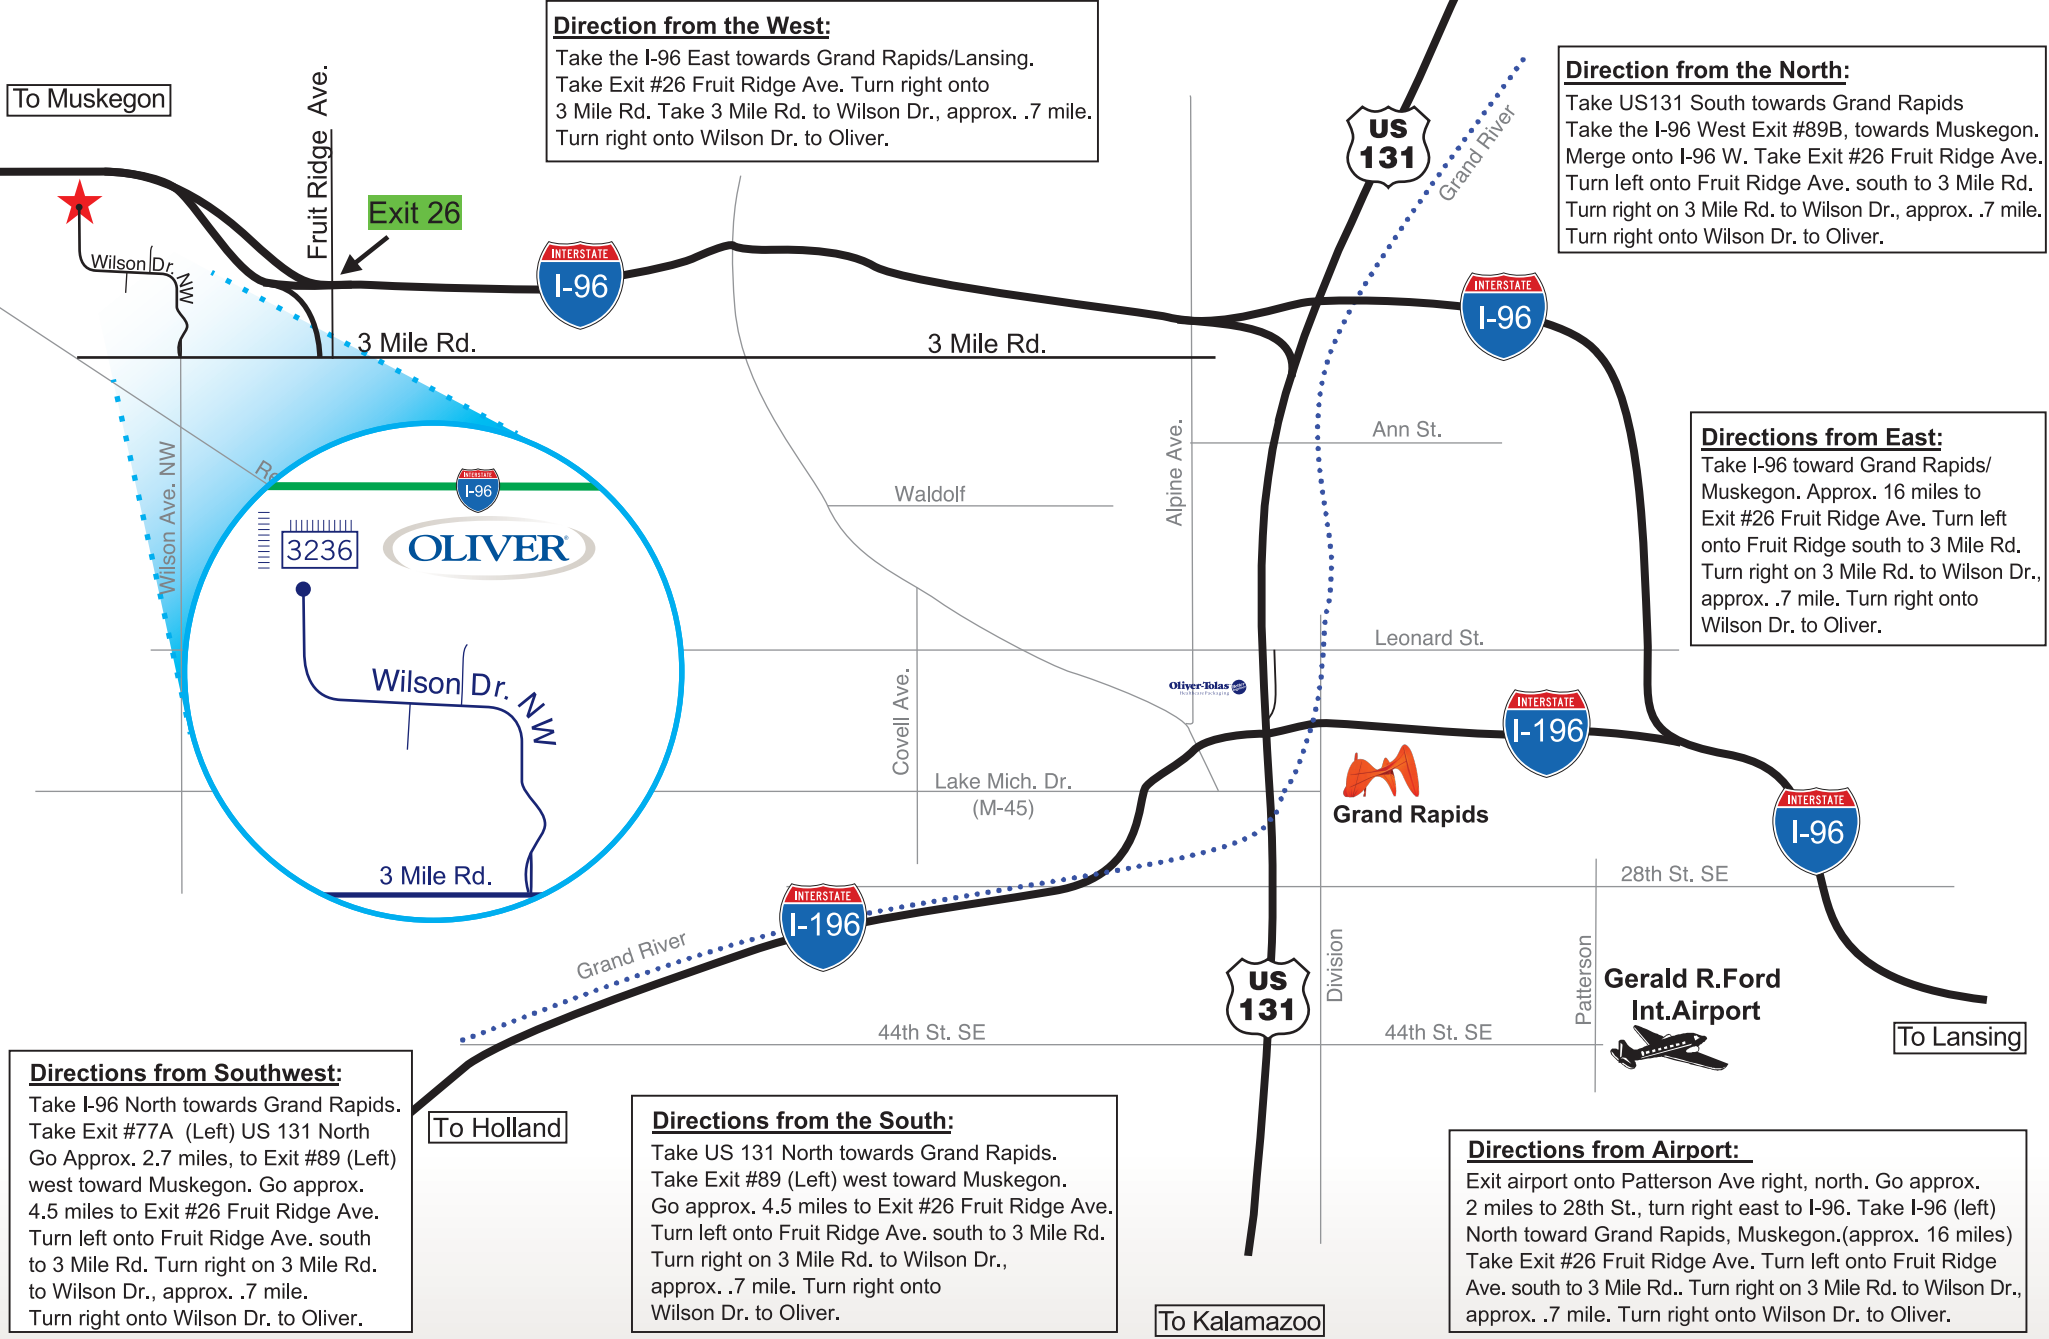 Direction from the West:
Take the I-96 East towards Grand Rapids/Lansing.
Take Exit #26 Fruit Ridge Ave. Turn right onto
3 Mile Rd. Take 3 Mile Rd. to Wilson Dr., approx. .7 mile.
Turn right onto Wilson Dr. to Oliver.
Direction from the North:
Take US131 South towards Grand Rapids
Take the I-96 West Exit #89B, towards Muskegon.
Merge onto I-96 W. Take Exit #26 Fruit Ridge Ave.
Turn left onto Fruit Ridge Ave. south to 3 Mile Rd.
Turn right on 3 Mile Rd. to Wilson Dr., approx. .7 mile.
Turn right onto Wilson Dr. to Oliver.
To Muskegon
Fruit Ridge Ave.
Exit 26
US
131
Grand River
Wilson Dr. NW
INTERSTATE
I-96
INTERSTATE
I-96
3 Mile Rd.
3 Mile Rd.
Ann St.
Alpine Ave.
Waldolf
Wilson Ave. NW
Directions from East:
Take I-96 toward Grand Rapids/
Muskegon. Approx. 16 miles to
Exit #26 Fruit Ridge Ave. Turn left
onto Fruit Ridge south to 3 Mile Rd.
Turn right on 3 Mile Rd. to Wilson Dr.,
approx. .7 mile. Turn right onto
Wilson Dr. to Oliver.
INTERSTATE
I-96
3236
OLIVER®
Wilson Dr. NW
3 Mile Rd.
Leonard St.
Covell Ave.
Oliver-Tolas
Healthcare Packaging
INTERSTATE
I-196
Lake Mich. Dr.
(M-45)
Grand Rapids
INTERSTATE
I-96
28th St. SE
INTERSTATE
I-196
Grand River
US
131
Division
Patterson
Gerald R.Ford
Int.Airport
44th St. SE
44th St. SE
To Lansing
Directions from Southwest:
Take I-96 North towards Grand Rapids.
Take Exit #77A (Left) US 131 North
Go Approx. 2.7 miles, to Exit #89 (Left)
west toward Muskegon. Go approx.
4.5 miles to Exit #26 Fruit Ridge Ave.
Turn left onto Fruit Ridge Ave. south
to 3 Mile Rd. Turn right on 3 Mile Rd.
to Wilson Dr., approx. .7 mile.
Turn right onto Wilson Dr. to Oliver.
To Holland
Directions from the South:
Take US 131 North towards Grand Rapids.
Take Exit #89 (Left) west toward Muskegon.
Go approx. 4.5 miles to Exit #26 Fruit Ridge Ave.
Turn left onto Fruit Ridge Ave. south to 3 Mile Rd.
Turn right on 3 Mile Rd. to Wilson Dr.,
approx. .7 mile. Turn right onto
Wilson Dr. to Oliver.
To Kalamazoo
Directions from Airport:
Exit airport onto Patterson Ave right, north. Go approx.
2 miles to 28th St., turn right east to I-96. Take I-96 (left)
North toward Grand Rapids, Muskegon.(approx. 16 miles)
Take Exit #26 Fruit Ridge Ave. Turn left onto Fruit Ridge
Ave. south to 3 Mile Rd.. Turn right on 3 Mile Rd. to Wilson Dr.,
approx. .7 mile. Turn right onto Wilson Dr. to Oliver.